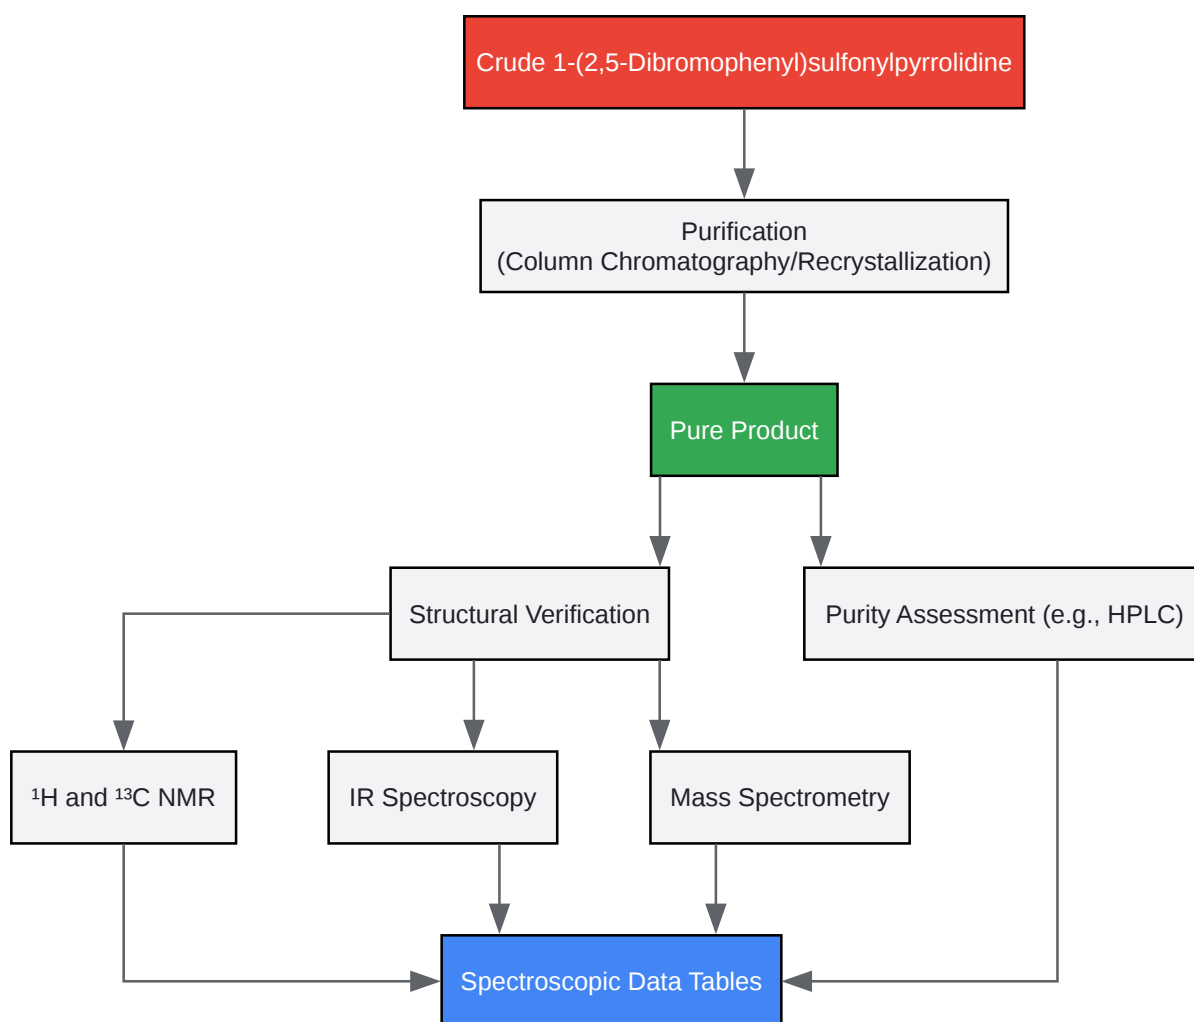 Crude 1-(2,5-Dibromophenyl)sulfonylpyrrolidine
Purification
(Column Chromatography/Recrystallization)
Pure Product
Structural Verification
Purity Assessment (e.g., HPLC)
¹H and ¹³C NMR
IR Spectroscopy
Mass Spectrometry
Spectroscopic Data Tables